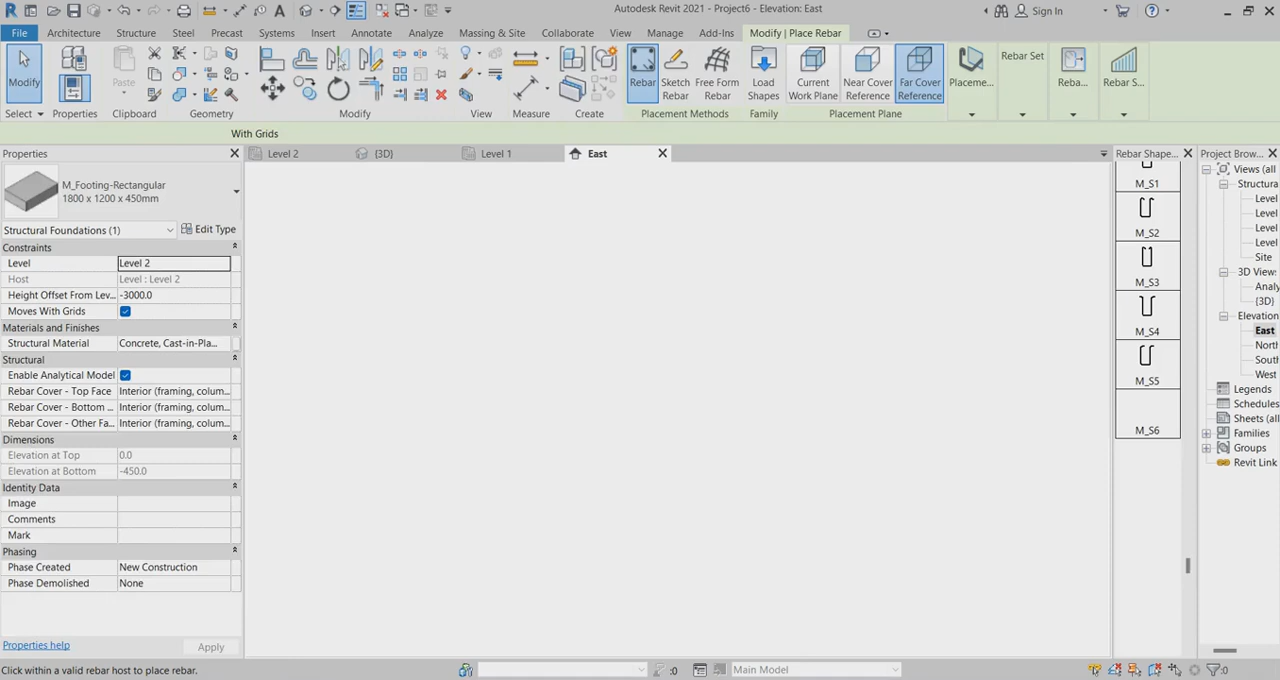 Autodesk Revit 2021 - Project6 - Elevation: East
Sign In
File Architecture Structure Steel Precast Systems Insert Annotate Analyze Massing & Site Collaborate View Manage Add-Ins Modify | Place Rebar
Modify
Paste
Rebar
Sketch Rebar
Free Form Rebar
Load Shapes
Current Work Plane
Near Cover Reference
Far Cover Reference
Placeme...
Rebar Set
Reba...
Rebar S...
Select Properties Clipboard Geometry Modify View Measure Create Placement Methods Family Placement Plane
With Grids
Properties
Level 2
{3D}
Level 1
East
Rebar Shape...
Project Brow...
M_Footing-Rectangular
1800 x 1200 x 450mm
Structural Foundations (1) Edit Type
Constraints
Level Level 2
Host Level : Level 2
Height Offset From Lev... -3000.0
Moves With Grids
Materials and Finishes
Structural Material Concrete, Cast-in-Pla...
Structural
Enable Analytical Model
Rebar Cover - Top Face Interior (framing, colum...
Rebar Cover - Bottom ... Interior (framing, colum...
Rebar Cover - Other Fa... Interior (framing, colum...
Dimensions
Elevation at Top 0.0
Elevation at Bottom -450.0
Identity Data
Image
Comments
Mark
Phasing
Phase Created New Construction
Phase Demolished None
Properties help Apply
M_S1
M_S2
M_S3
M_S4
M_S5
M_S6
Views (all
Structura
Level
Level
Level
Level
Site
3D Views
Analy
{3D}
Elevation
East
North
South
West
Legends
Schedules
Sheets (all
Families
Groups
Revit Link
Click within a valid rebar host to place rebar.
:0
Main Model
:0